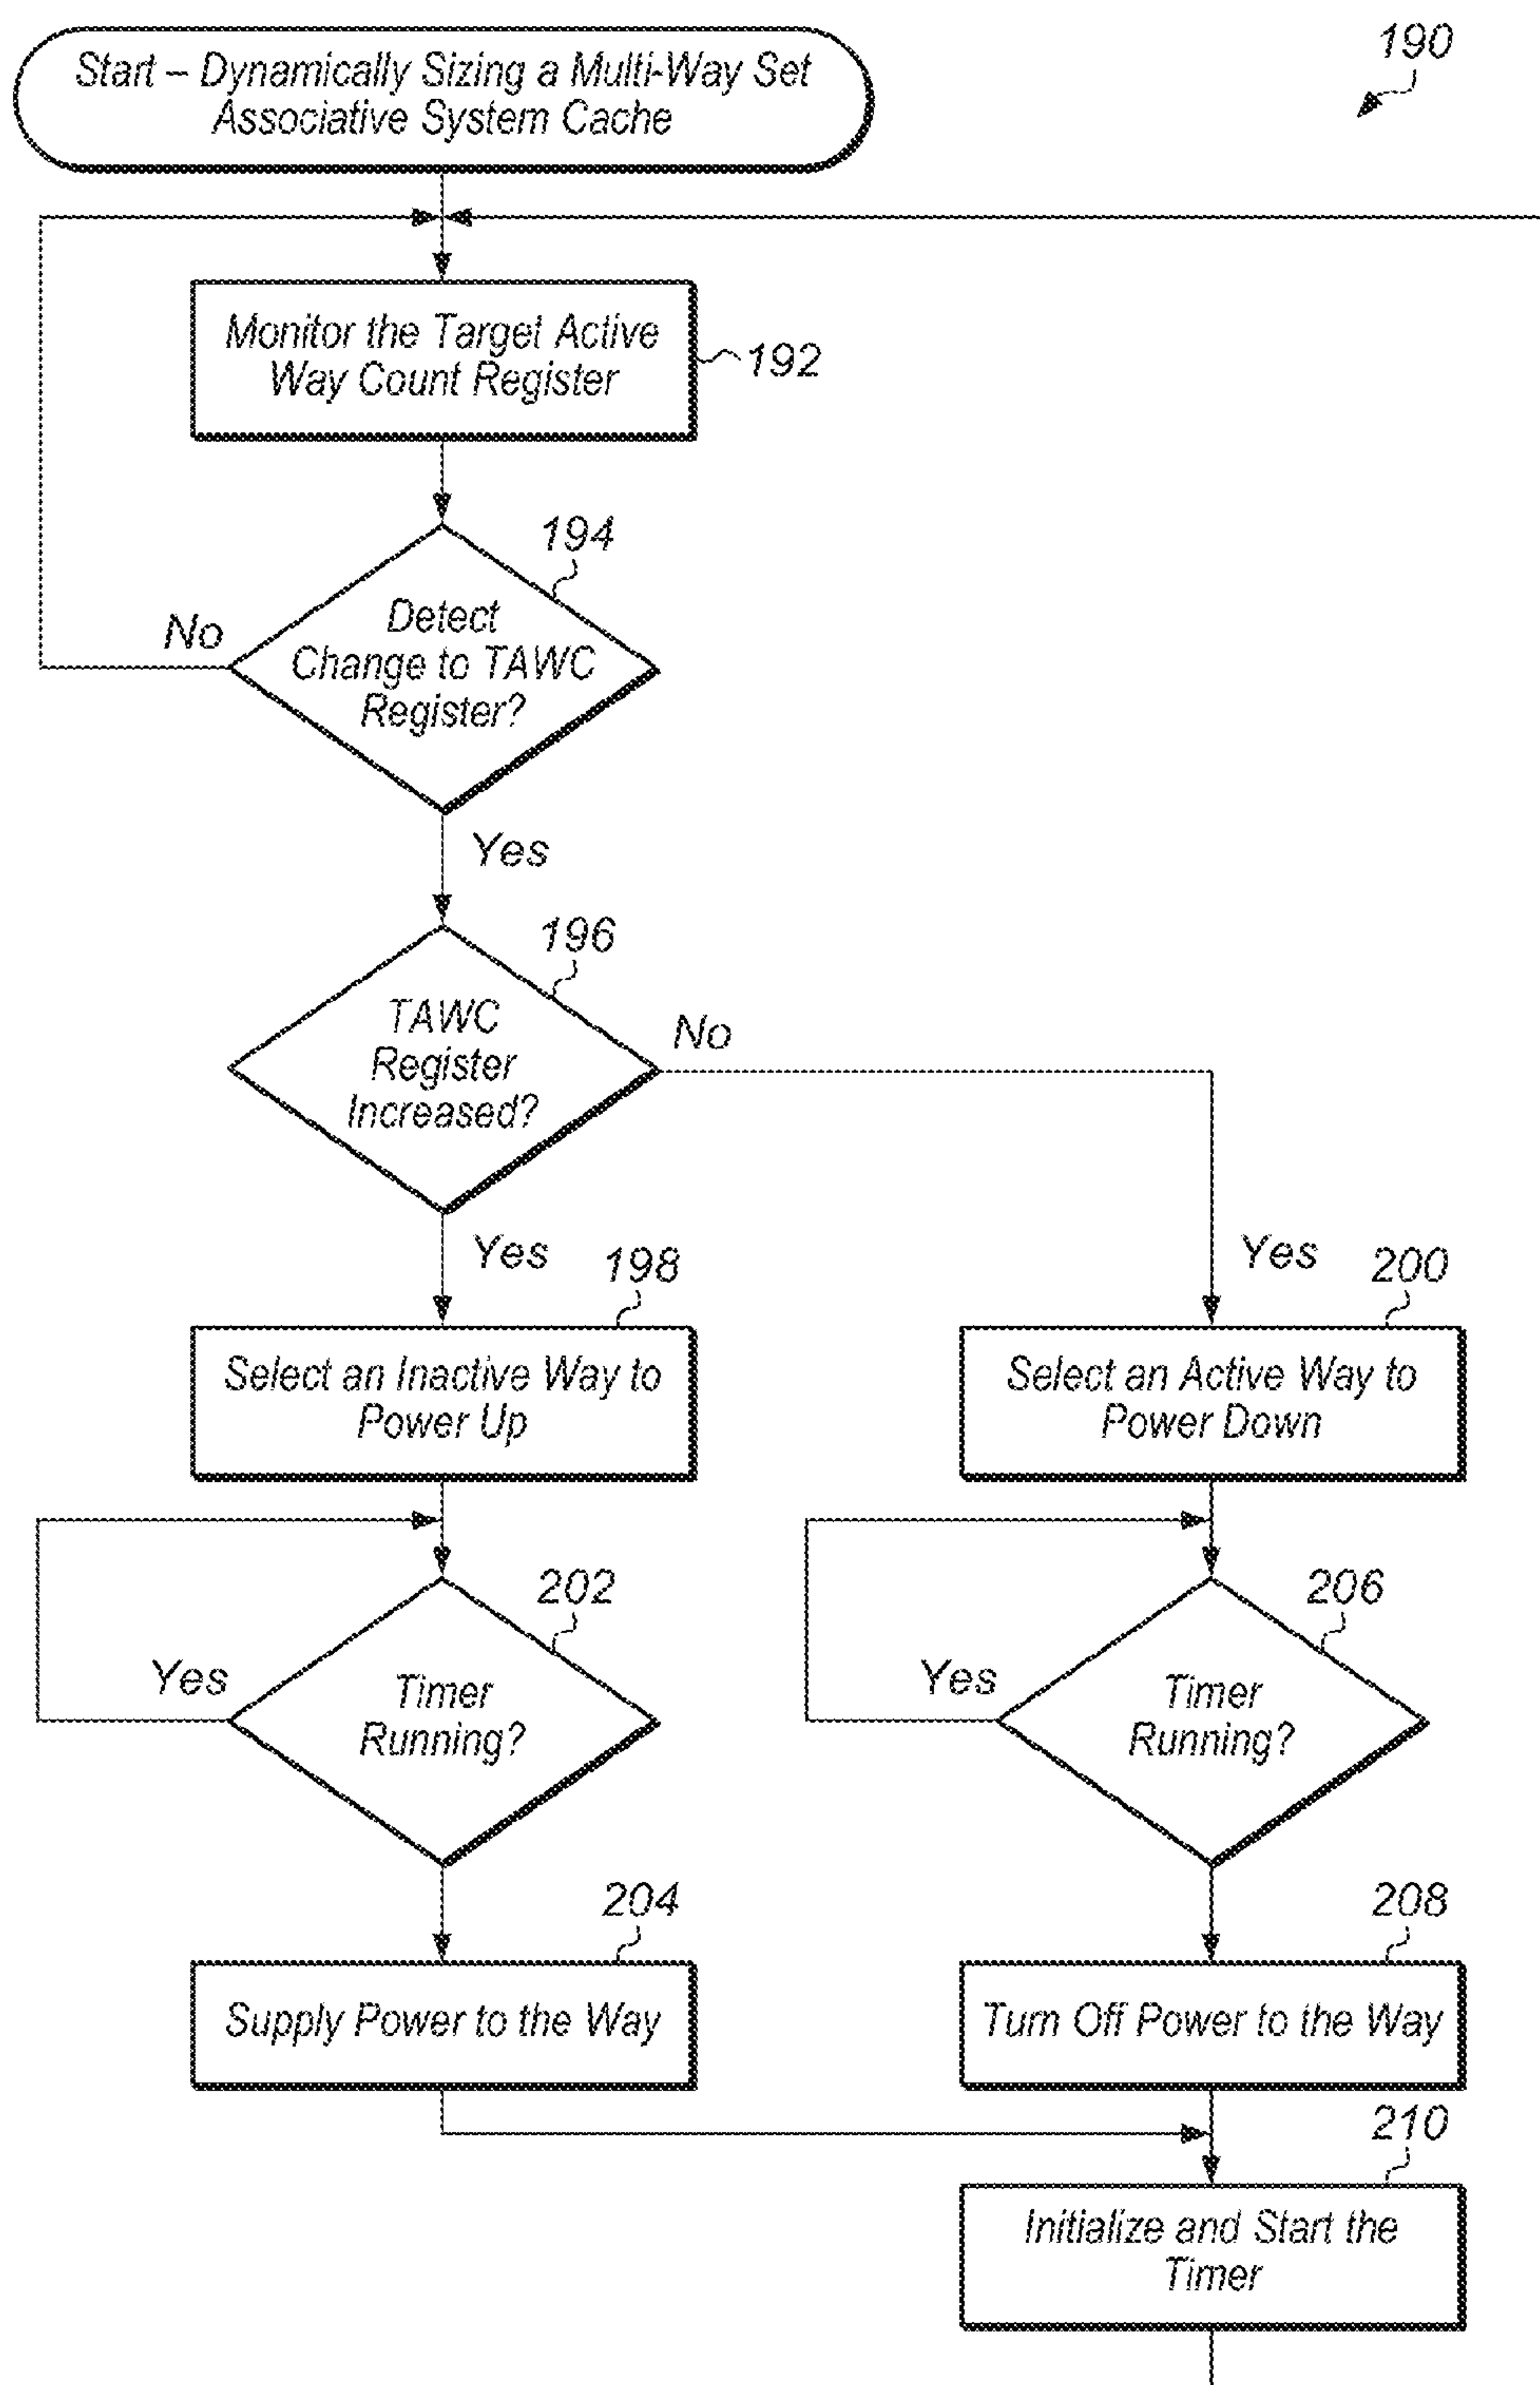 Start – Dynamically Sizing a Multi-Way Set
Associative System Cache
190
Monitor the Target Active
Way Count Register
192
194
Detect
Change to TAWC
Register?
No
Yes
196
TAWC
Register
Increased?
No
Yes
198
Yes
200
Select an Inactive Way to
Power Up
Select an Active Way to
Power Down
202
Timer
Running?
Yes
206
Timer
Running?
Yes
204
Supply Power to the Way
208
Turn Off Power to the Way
210
Initialize and Start the
Timer